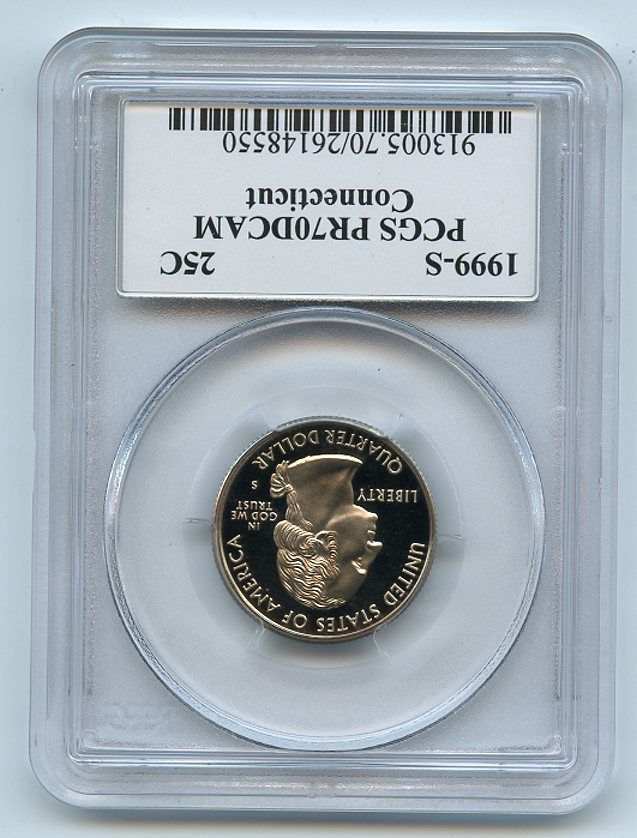 1999-S 25C
PCGS PR70DCAM
Connecticut
913005.70/26148550
UNITED STATES OF AMERICA
LIBERTY
IN
GOD WE
TRUST
S
QUARTER DOLLAR